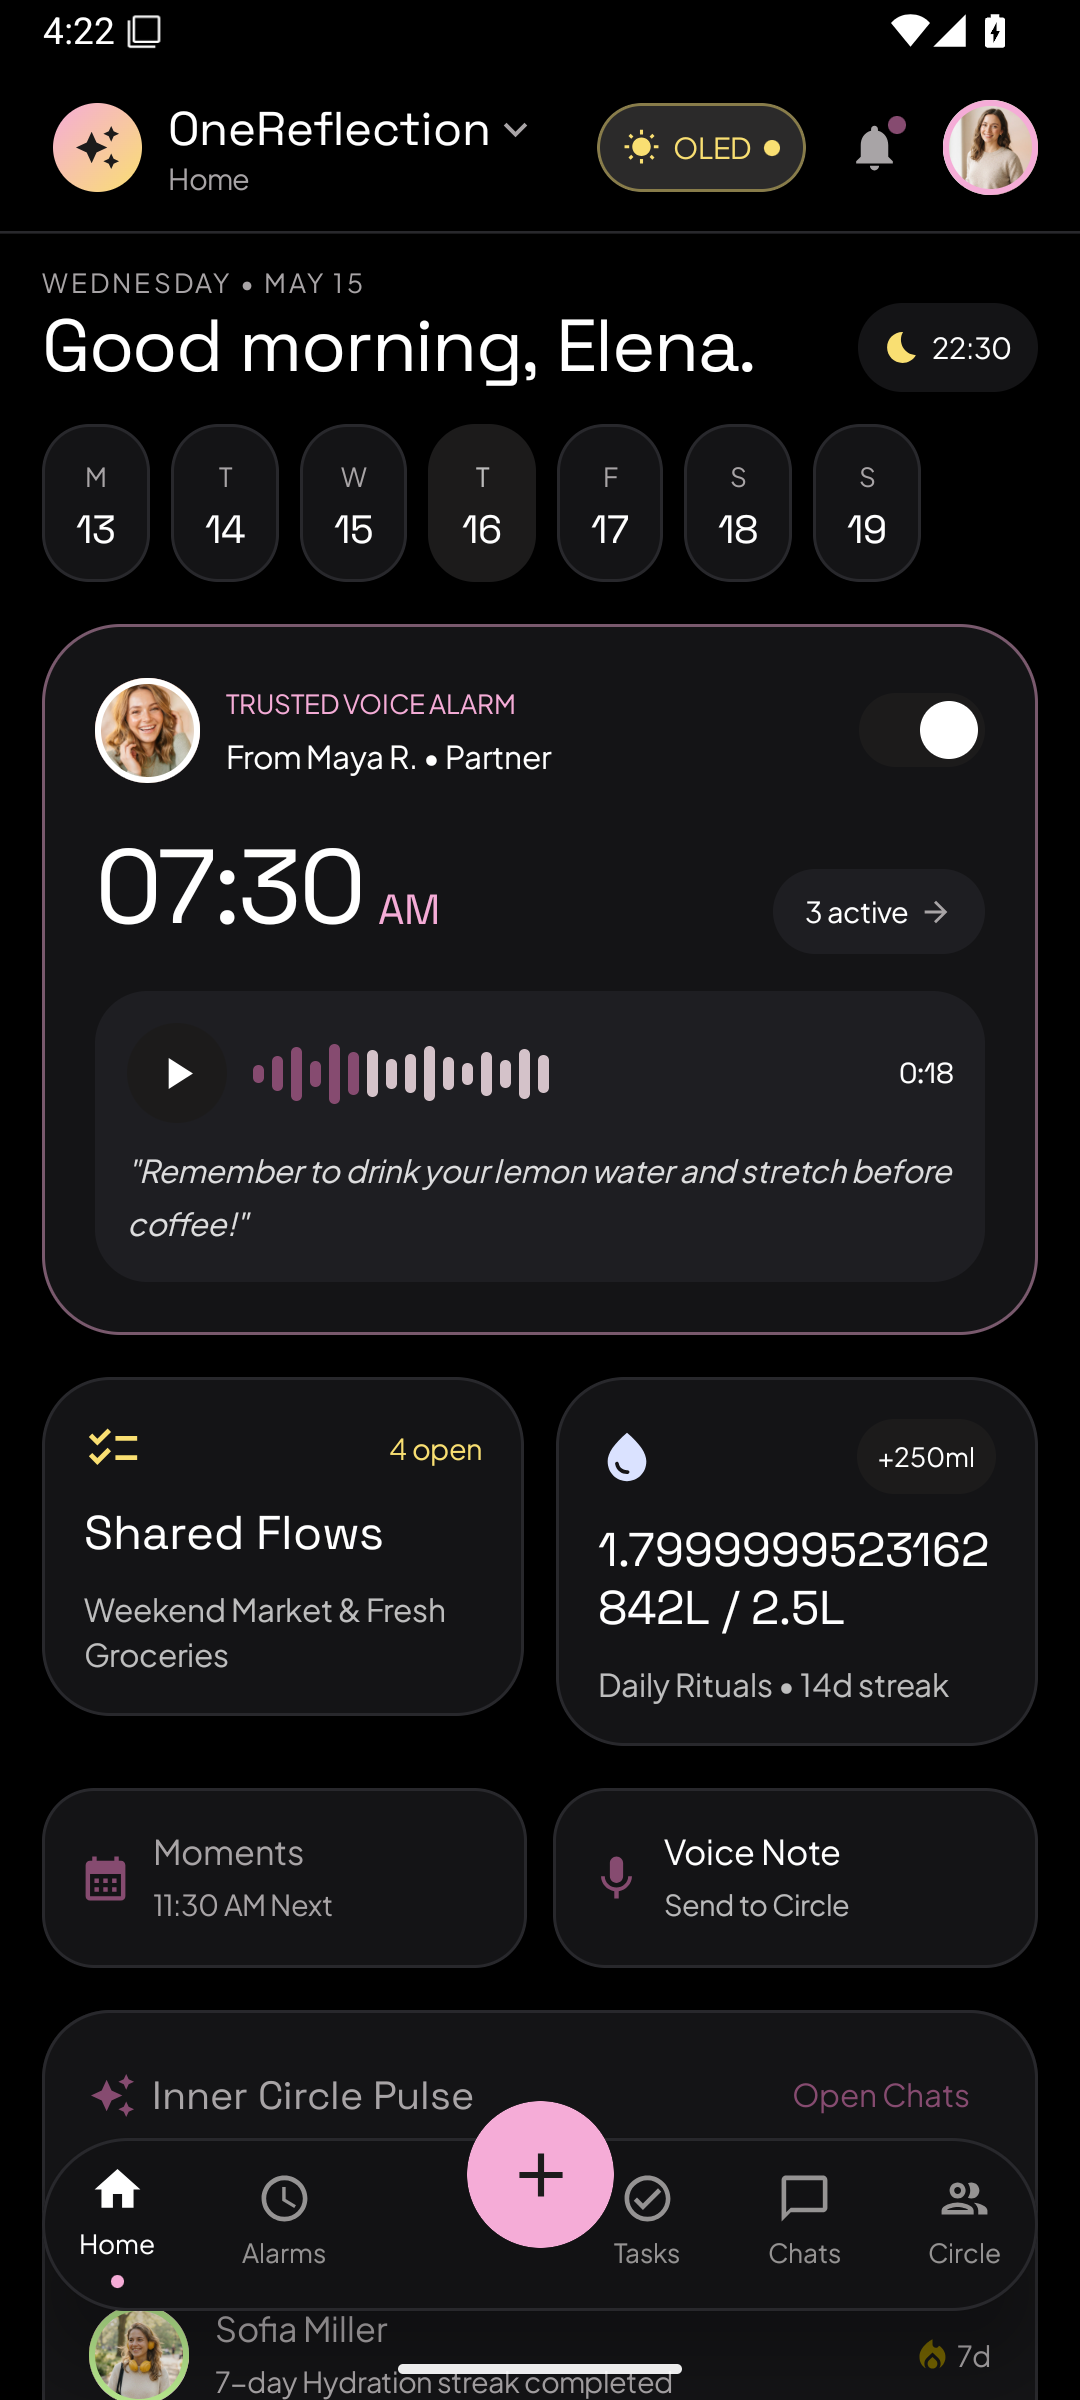 4:22
OneReflection
Home
OLED
WEDNESDAY • MAY 15
Good morning, Elena.
22:30
M T W T F S S
13 14 15 16 17 18 19
TRUSTED VOICE ALARM
From Maya R. • Partner
07:30 AM
3 active
0:18
"Remember to drink your lemon water and stretch before
coffee!"
4 open
Shared Flows
Weekend Market & Fresh
Groceries
+250ml
1.7999999523162
842L / 2.5L
Daily Rituals • 14d streak
Moments
11:30 AM Next
Voice Note
Send to Circle
Inner Circle Pulse
Open Chats
Home
Alarms
Tasks
Chats
Circle
Sofia Miller
7-day Hydration streak completed
7d